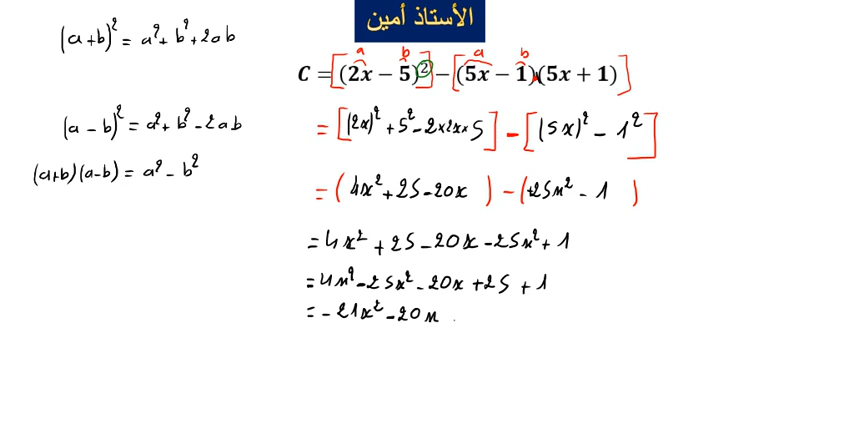 الأستاذ أمين
(a+b)² = a² + b² + 2ab
C = [(2x − 5)²] − [(5x − 1)(5x + 1)]
a b a b
(a − b)² = a² + b² − 2ab
= [(2x)² + 5² − 2×2x×5] − [(5x)² − 1²]
(a+b)(a−b) = a² − b²
= (4x² + 25 − 20x) − (+25x² − 1)
= 4x² + 25 − 20x − 25x² + 1
= 4x² − 25x² − 20x + 25 + 1
= −21x² − 20x